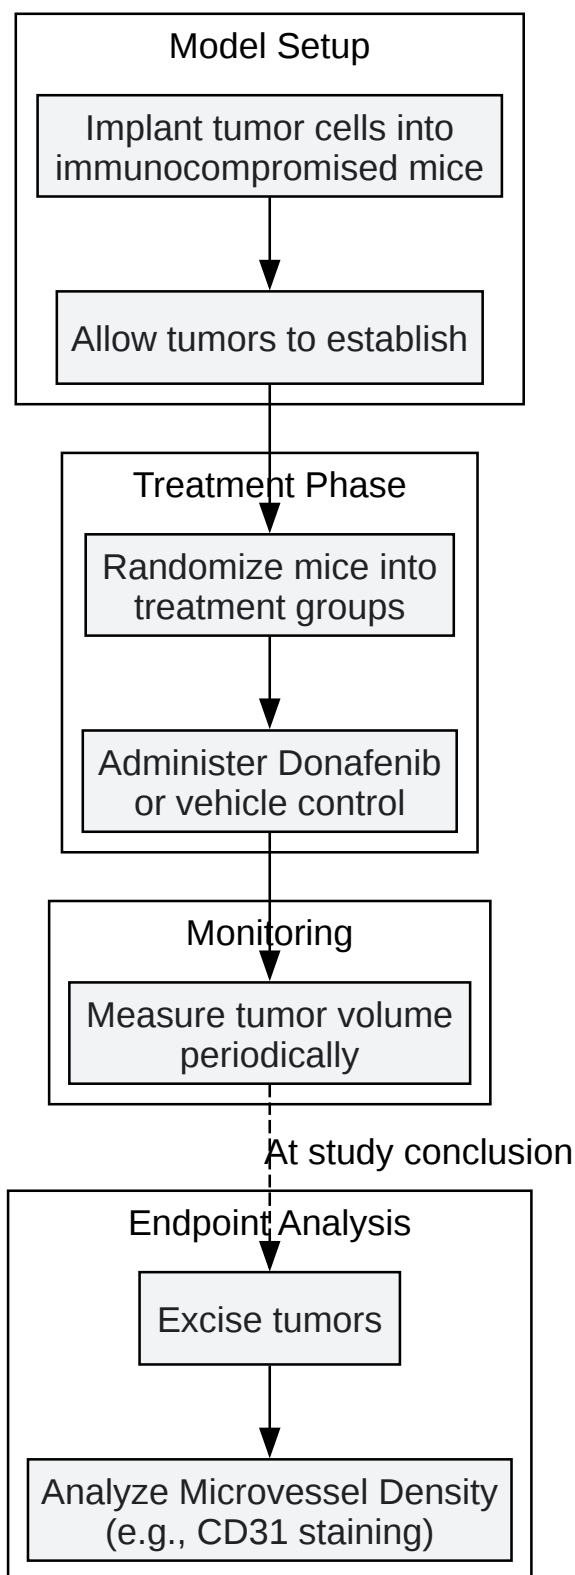 Model Setup
Implant tumor cells into
immunocompromised mice
Allow tumors to establish
Treatment Phase
Randomize mice into
treatment groups
Administer Donafenib
or vehicle control
Monitoring
Measure tumor volume
periodically
At study conclusion
Endpoint Analysis
Excise tumors
Analyze Microvessel Density
(e.g., CD31 staining)